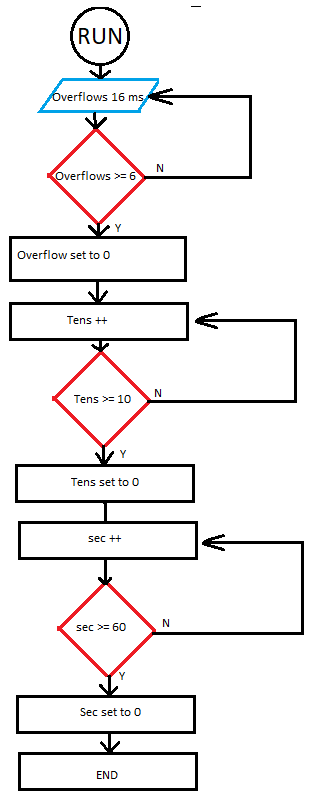 RUN
Overflows 16 ms
Overflows >= 6
N
Y
Overflow set to 0
Tens ++
Tens >= 10
N
Y
Tens set to 0
sec ++
sec >= 60
N
Y
Sec set to 0
END